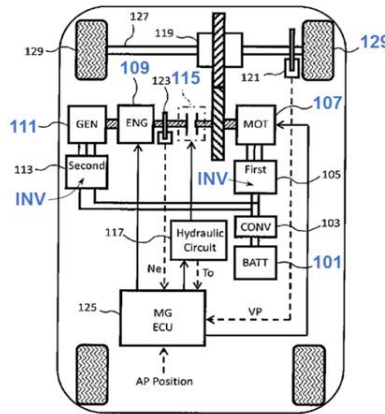 127
129
119
129
121
109
123
115
107
111
GEN
ENG
MOT
113
Second
First
105
INV
INV
117
Hydraulic
Circuit
CONV
103
Ne
To
BATT
101
125
MG
ECU
VP
AP Position